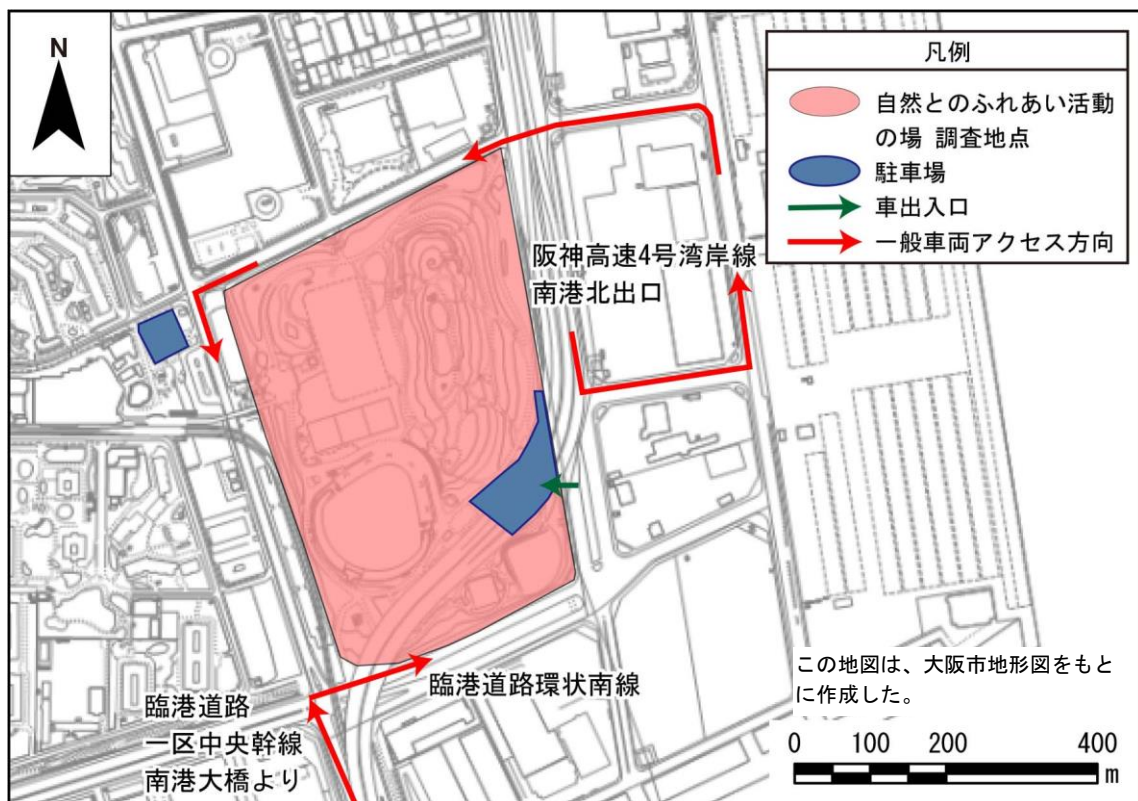 N
凡例
自然とのふれあい活動
の場 調査地点
駐車場
車出入口
一般車両アクセス方向
阪神高速4号湾岸線
南港北出口
臨港道路環状南線
臨港道路
一区中央幹線
南港大橋より
この地図は、大阪市地形図をもと
に作成した。
0 100 200 400
m